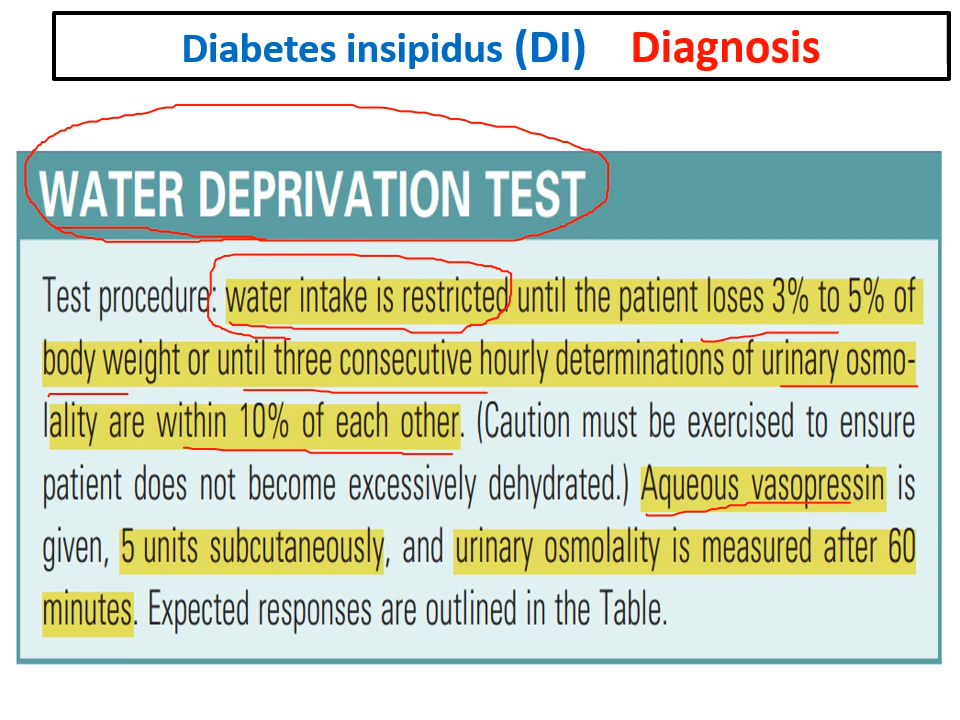 Diabetes insipidus (DI) Diagnosis
WATER DEPRIVATION TEST
Test procedure: water intake is restricted until the patient loses 3% to 5% of
body weight or until three consecutive hourly determinations of urinary osmo-
lality are within 10% of each other. (Caution must be exercised to ensure
patient does not become excessively dehydrated.) Aqueous vasopressin is
given, 5 units subcutaneously, and urinary osmolality is measured after 60
minutes. Expected responses are outlined in the Table.